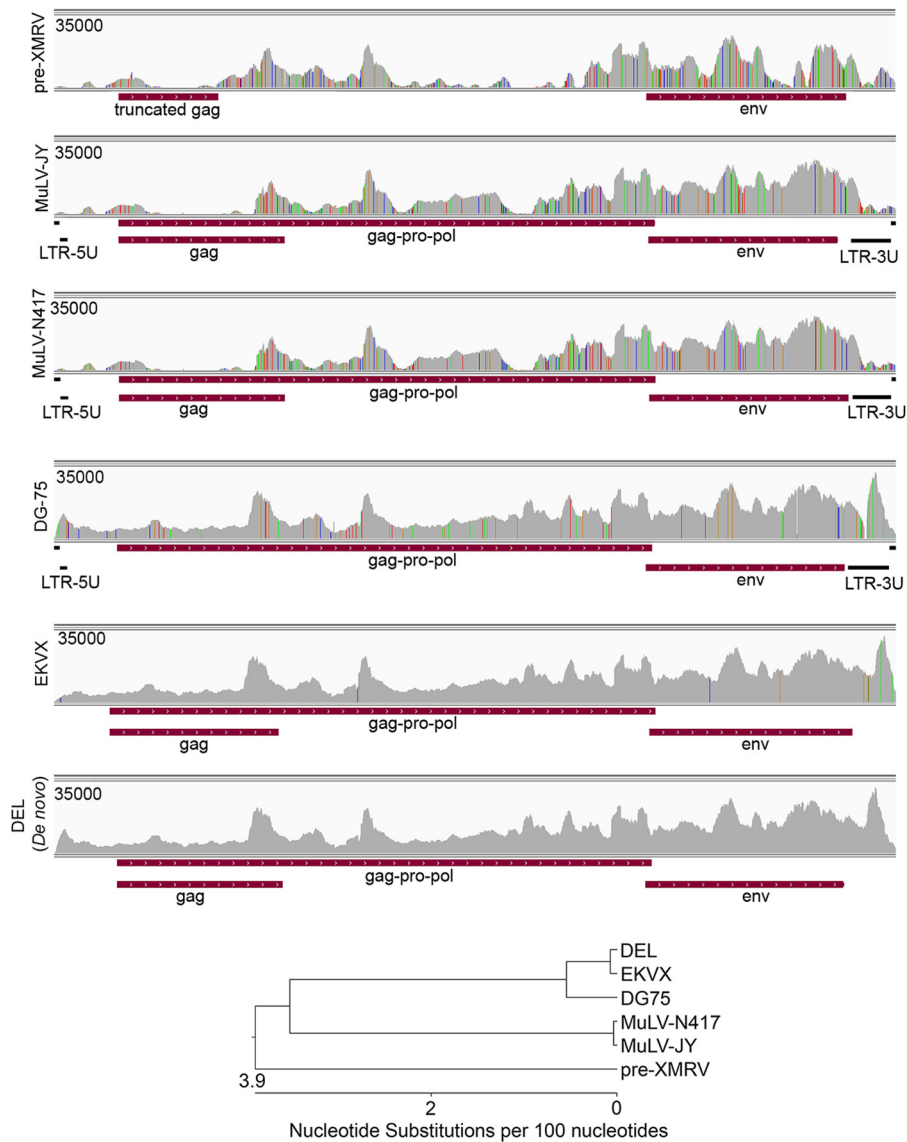 pre-XMRV
35000
truncated gag
env
MuLV-JY
35000
gag-pro-pol
LTR-5U
gag
env
LTR-3U
MuLV-N417
35000
gag-pro-pol
LTR-5U
gag
env
LTR-3U
DG-75
35000
gag-pro-pol
LTR-5U
env
LTR-3U
EKVX
35000
gag-pro-pol
gag
env
DEL
(De novo)
35000
gag-pro-pol
gag
env
DEL
EKVX
DG75
MuLV-N417
MuLV-JY
pre-XMRV
3.9
2
0
Nucleotide Substitutions per 100 nucleotides